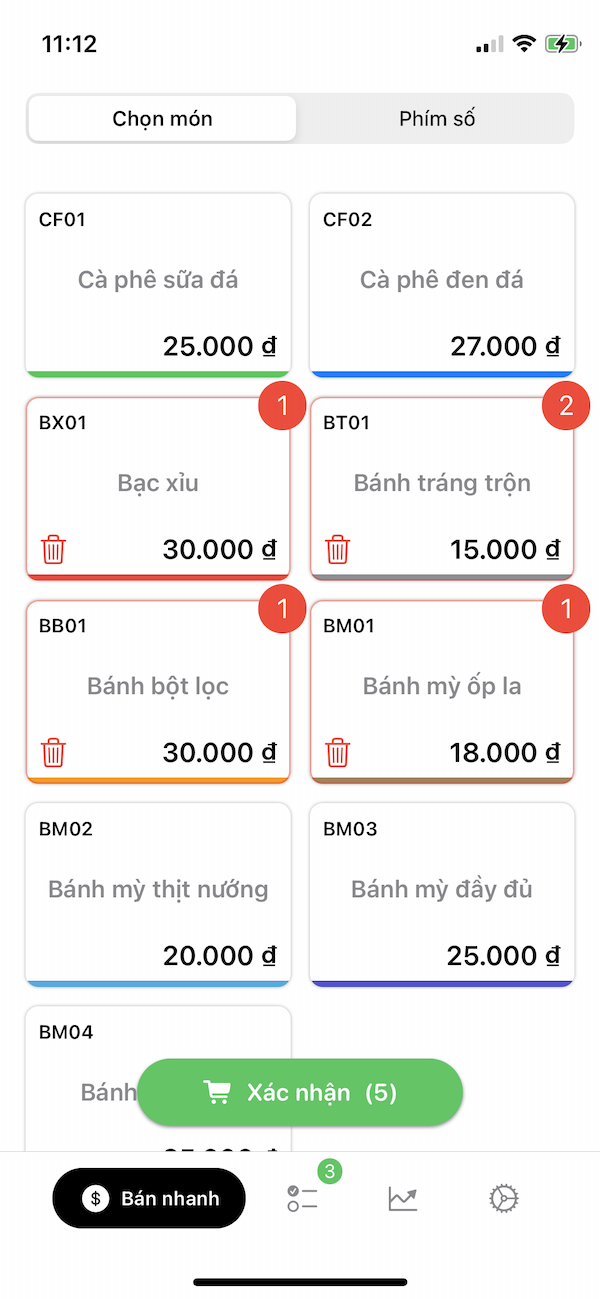 11:12
Chọn món
Phím số
CF01
Cà phê sữa đá
25.000 ₫
CF02
Cà phê đen đá
27.000 ₫
1
BX01
Bạc xỉu
30.000 ₫
2
BT01
Bánh tráng trộn
15.000 ₫
1
BB01
Bánh bột lọc
30.000 ₫
1
BM01
Bánh mỳ ốp la
18.000 ₫
BM02
Bánh mỳ thịt nướng
20.000 ₫
BM03
Bánh mỳ đầy đủ
25.000 ₫
BM04
Bánh
Xác nhận (5)
$ Bán nhanh
3